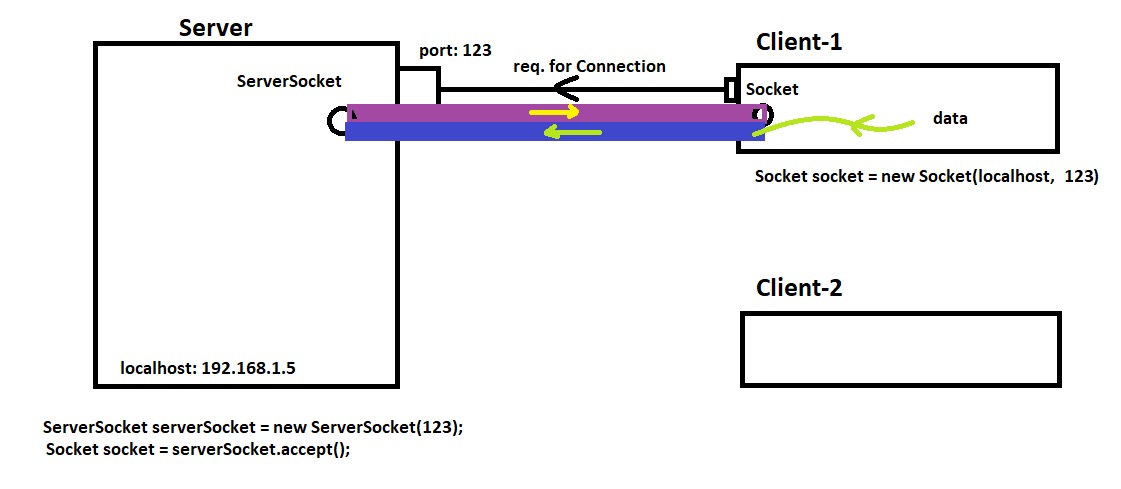 Server
Client-1
port: 123
req. for Connection
ServerSocket
Socket
data
Socket socket = new Socket(localhost,  123)
Client-2
localhost: 192.168.1.5
ServerSocket serverSocket = new ServerSocket(123);
Socket socket = serverSocket.accept();